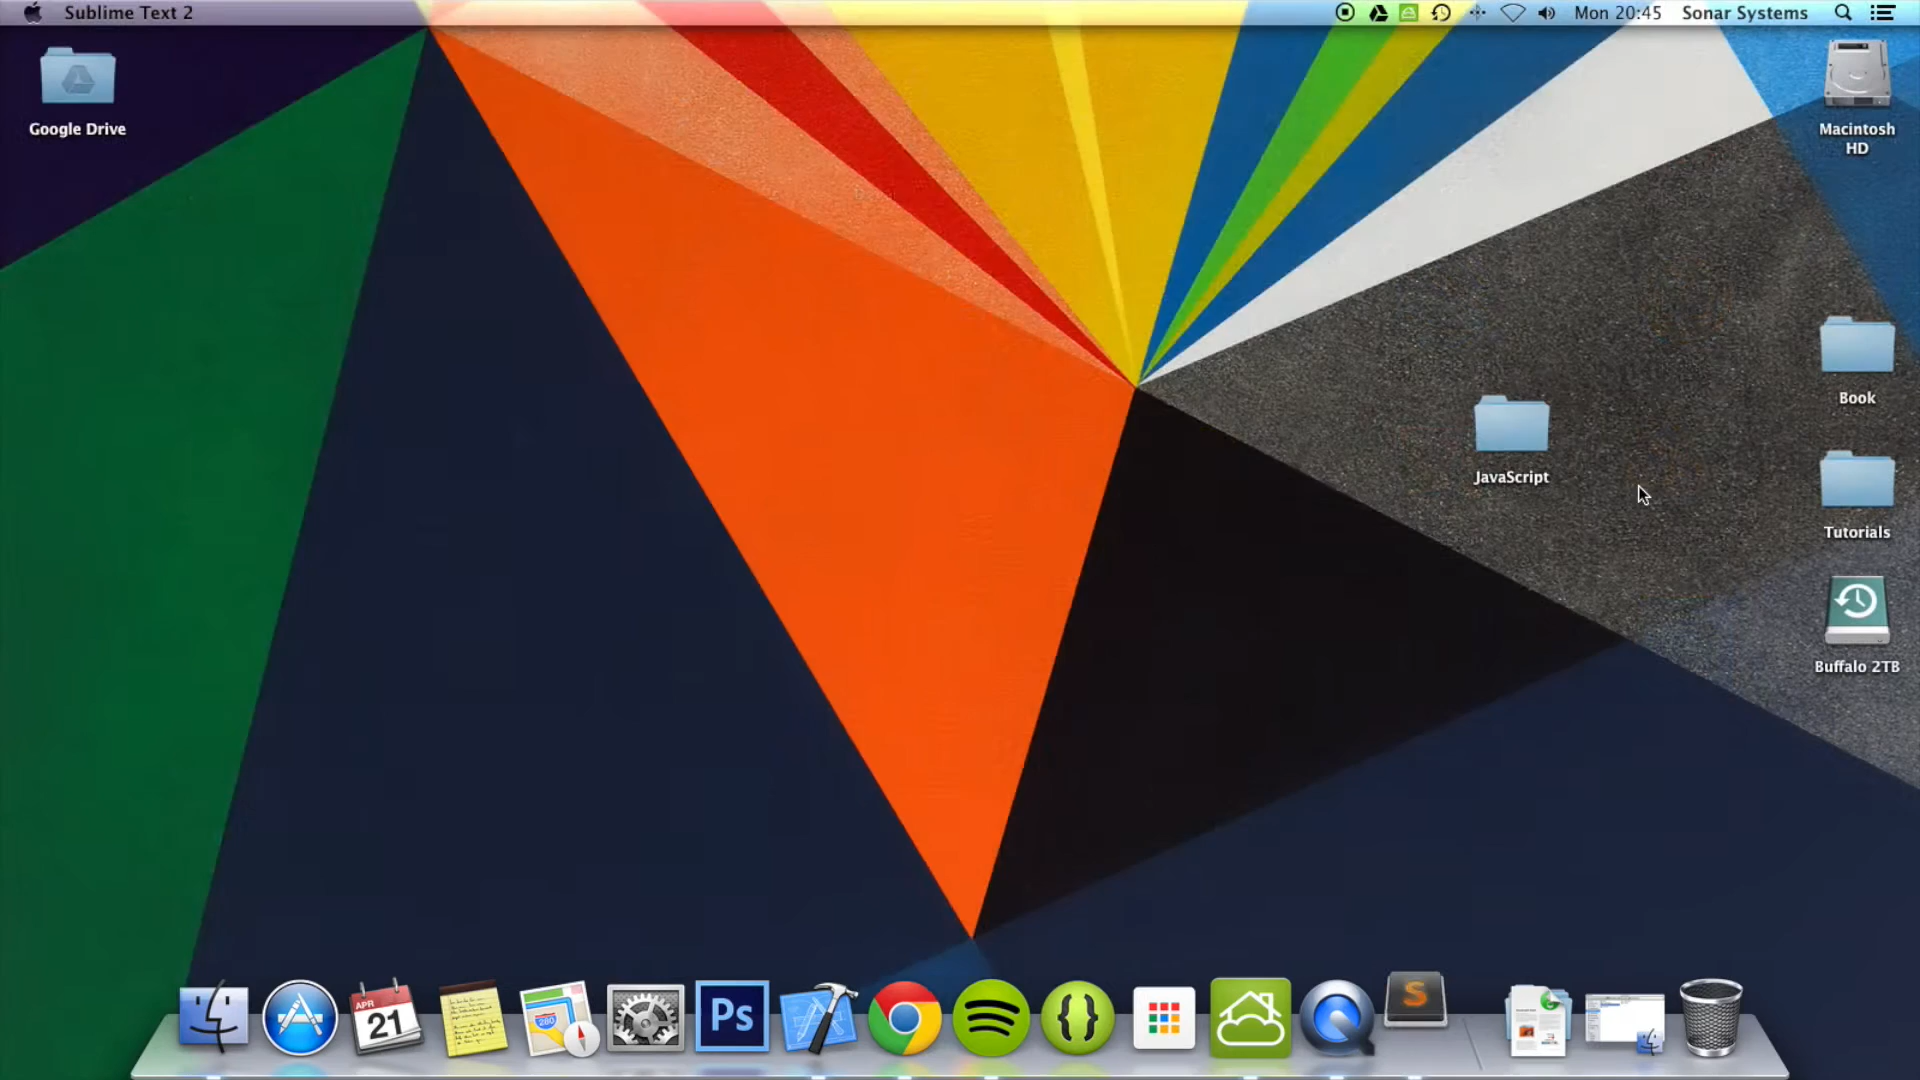 Sublime Text 2
Mon 20:45
Sonar Systems
Google Drive
Macintosh
HD
Book
JavaScript
Tutorials
Buffalo 2TB
APR
21
280
Ps
{}
S